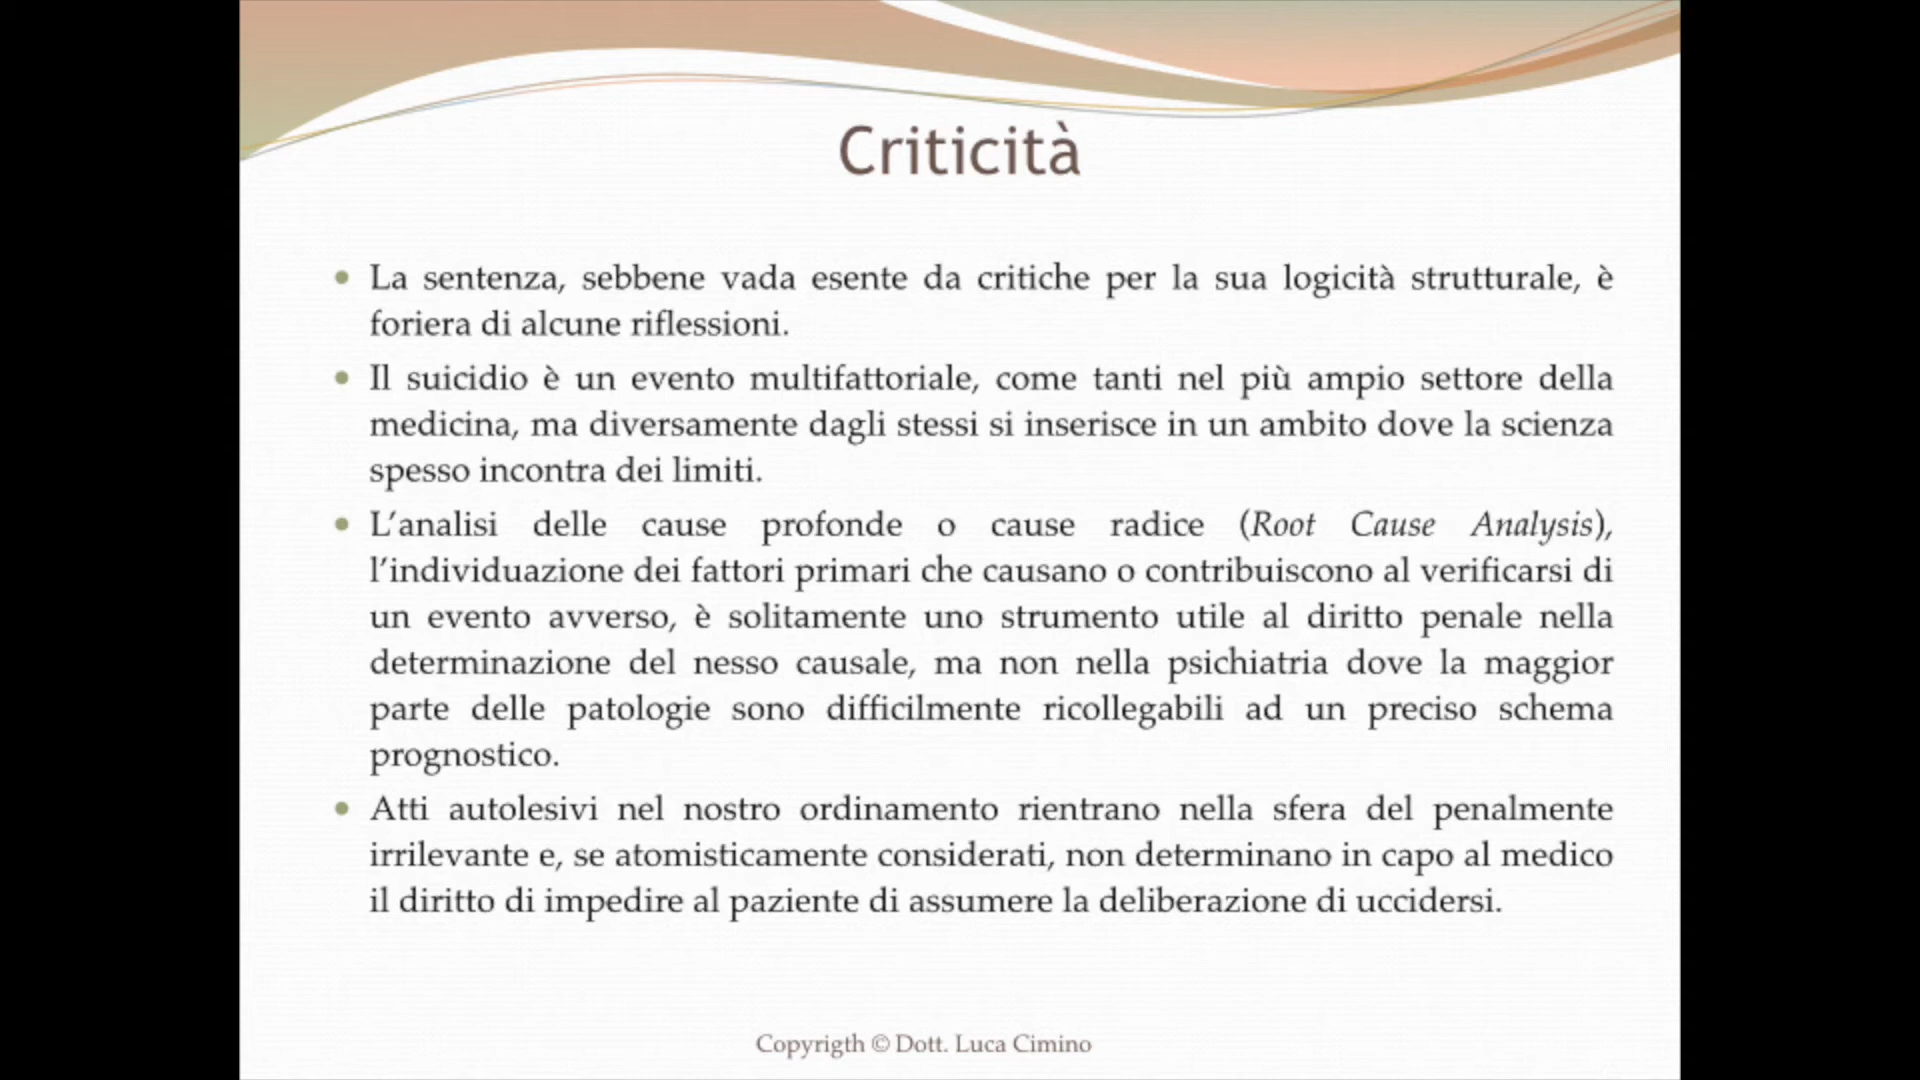 Criticità
La sentenza, sebbene vada esente da critiche per la sua logicità strutturale, è
foriera di alcune riflessioni.
Il suicidio è un evento multifattoriale, come tanti nel più ampio settore della
medicina, ma diversamente dagli stessi si inserisce in un ambito dove la scienza
spesso incontra dei limiti.
L’analisi delle cause profonde o cause radice (Root Cause Analysis),
l’individuazione dei fattori primari che causano o contribuiscono al verificarsi di
un evento avverso, è solitamente uno strumento utile al diritto penale nella
determinazione del nesso causale, ma non nella psichiatria dove la maggior
parte delle patologie sono difficilmente ricollegabili ad un preciso schema
prognostico.
Atti autolesivi nel nostro ordinamento rientrano nella sfera del penalmente
irrilevante e, se atomisticamente considerati, non determinano in capo al medico
il diritto di impedire al paziente di assumere la deliberazione di uccidersi.
Copyrigth © Dott. Luca Cimino